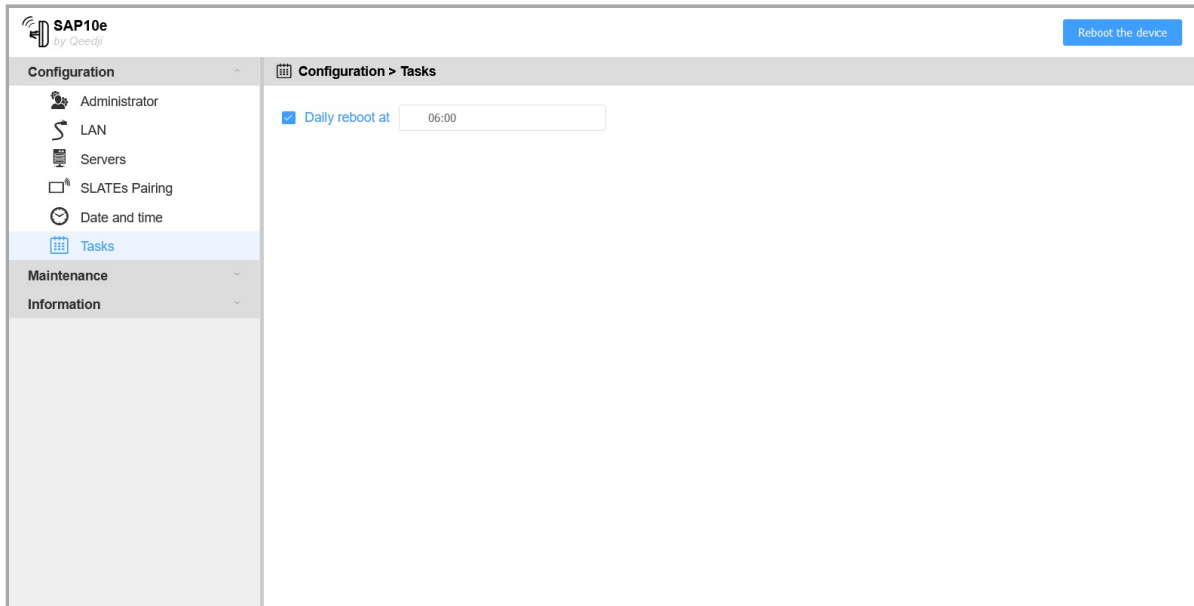 SAP10e
by Qeedji
Reboot the device
Configuration
Administrator
LAN
Servers
SLATEs Pairing
Date and time
Tasks
Maintenance
Information
Configuration > Tasks
Daily reboot at 06:00